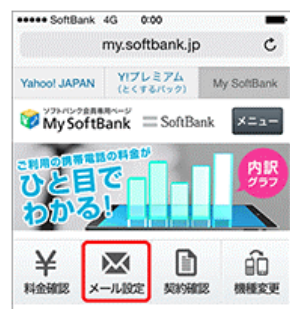 SoftBank 4G 0:00
my.softbank.jp
Yahoo! JAPAN
Y!プレミアム
(とくするパック)
My SoftBank
ソフトバンク会員専用ページ
My SoftBank
SoftBank
メニュー
ご利用の携帯電話の料金が
ひと目で
わかる!
内訳
グラフ
料金確認 メール設定 契約確認 機種変更